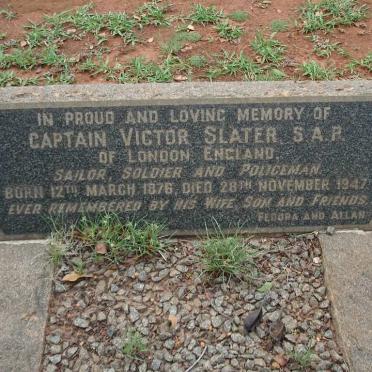 IN PROUD AND LOVING MEMORY OF
CAPTAIN VICTOR SLATER S.A.P.
OF LONDON ENGLAND.
SAILOR, SOLDIER AND POLICEMAN.
BORN 12TH MARCH 1876, DIED 28TH NOVEMBER 1947
EVER REMEMBERED BY HIS WIFE, SON AND FRIENDS.
FEDORA AND ALLAN.